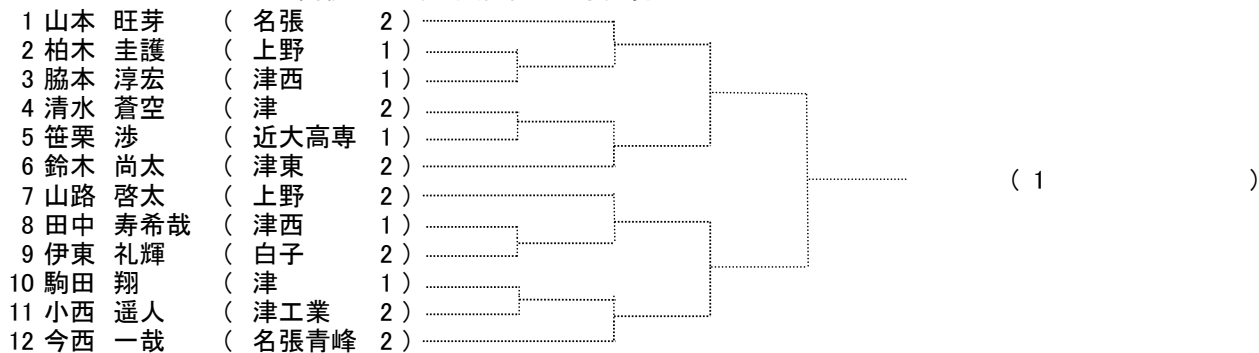 1 山本 旺芽 ( 名張 2 )
2 柏木 圭護 ( 上野 1 )
3 脇本 淳宏 ( 津西 1 )
4 清水 蒼空 ( 津 2 )
5 笹栗 渉 ( 近大高専 1 )
6 鈴木 尚太 ( 津東 2 )
7 山路 啓太 ( 上野 2 )
8 田中 寿希哉 ( 津西 1 )
9 伊東 礼輝 ( 白子 2 )
10 駒田 翔 ( 津 1 )
11 小西 遥人 ( 津工業 2 )
12 今西 一哉 ( 名張青峰 2 )
( 1 )